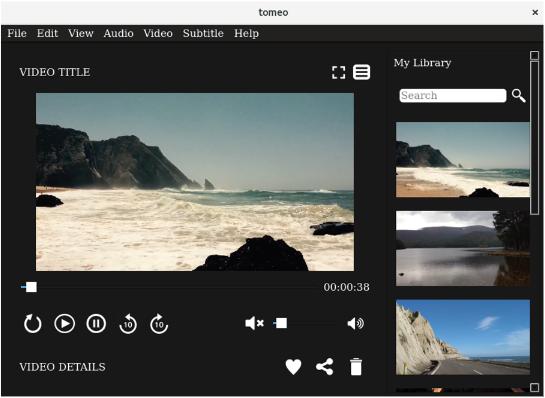 tomeo
File Edit View Audio Video Subtitle Help
VIDEO TITLE
My Library
Search
00:00:38
10 10
VIDEO DETAILS